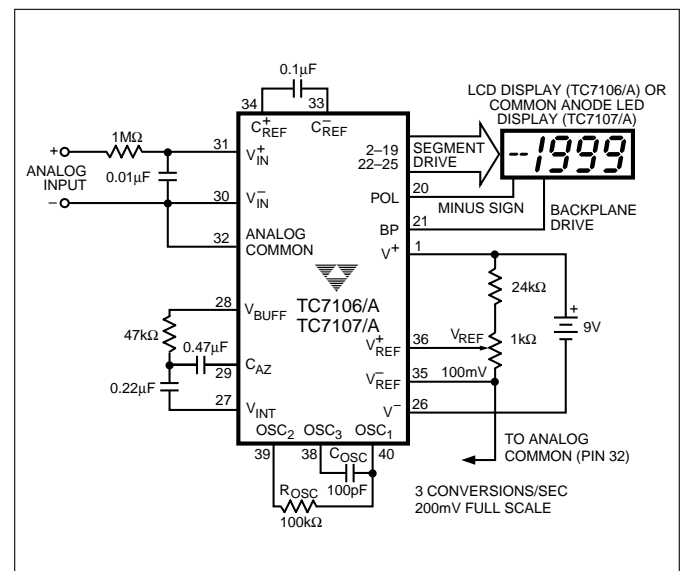 0.1µF
34
33
C+REF
C–REF
LCD DISPLAY (TC7106/A) OR
COMMON ANODE LED
DISPLAY (TC7107/A)
1MΩ
31
V+IN
2–19
22–25
SEGMENT
DRIVE
–1999
+
ANALOG
INPUT
–
0.01µF
30
V–IN
POL
20
MINUS SIGN
BP
21
BACKPLANE
DRIVE
32
ANALOG
COMMON
V+
1
TC7106/A
TC7107/A
24kΩ
+
9V
28
VBUFF
47kΩ
0.47µF
29
CAZ
0.22µF
27
VINT
V+REF
36
VREF
1kΩ
V–REF
35
100mV
V–
26
OSC2
OSC3
OSC1
39
38
COSC
40
100pF
ROSC
100kΩ
TO ANALOG
COMMON (PIN 32)
3 CONVERSIONS/SEC
200mV FULL SCALE